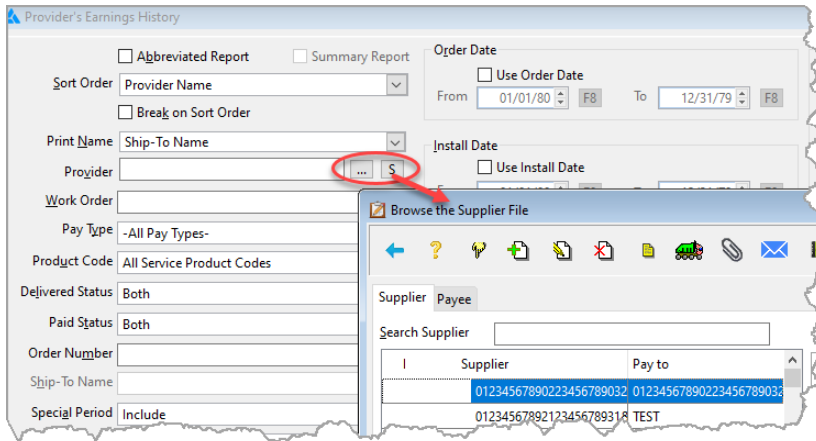 Provider's Earnings History
Abbreviated Report Summary Report
Sort Order Provider Name
Break on Sort Order
Print Name Ship-To Name
Provider ... S
Work Order
Pay Type -All Pay Types-
Product Code All Service Product Codes
Delivered Status Both
Paid Status Both
Order Number
Ship-To Name
Special Period Include
Order Date
Use Order Date
From 01/01/80 F8 To 12/31/79 F8
Install Date
Use Install Date
Browse the Supplier File
Supplier Payee
Search Supplier
I Supplier Pay to
01234567890223456789032 01234567890223456789032
0123456789212345678931 TEST